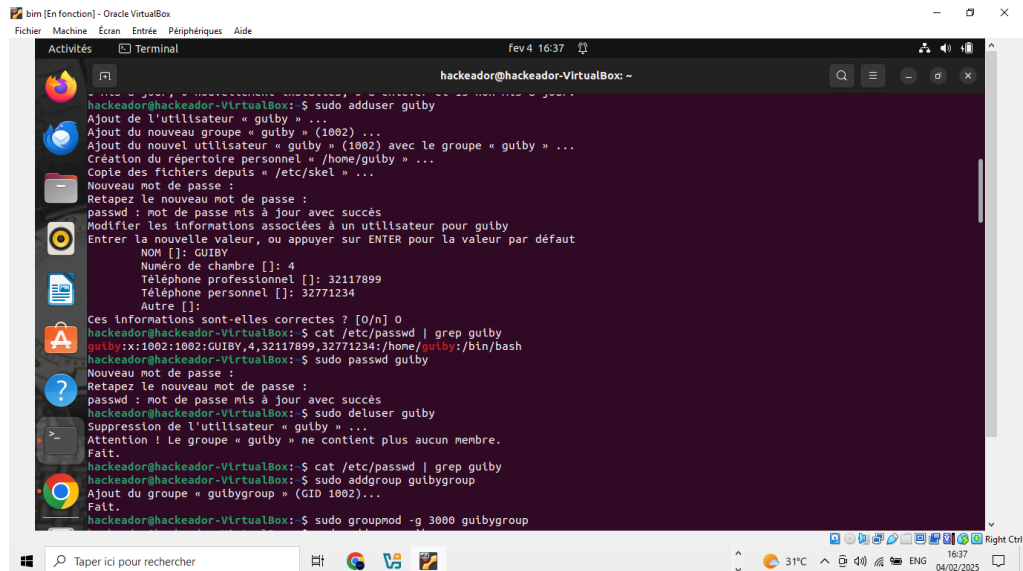 bim [En fonction] - Oracle VirtualBox
Fichier Machine Écran Entrée Périphériques Aide
Activités Terminal fev 4 16:37
hackeador@hackeador-VirtualBox: ~
hackeador@hackeador-VirtualBox:~$ sudo adduser guiby
Ajout de l'utilisateur « guiby » ...
Ajout du nouveau groupe « guiby » (1002) ...
Ajout du nouvel utilisateur « guiby » (1002) avec le groupe « guiby » ...
Création du répertoire personnel « /home/guiby » ...
Copie des fichiers depuis « /etc/skel » ...
Nouveau mot de passe :
Retapez le nouveau mot de passe :
passwd : mot de passe mis à jour avec succès
Modifier les informations associées à un utilisateur pour guiby
Entrer la nouvelle valeur, ou appuyer sur ENTER pour la valeur par défaut
NOM []: GUIBY
Numéro de chambre []: 4
Téléphone professionnel []: 32117899
Téléphone personnel []: 32771234
Autre []:
Ces informations sont-elles correctes ? [O/n] O
hackeador@hackeador-VirtualBox:~$ cat /etc/passwd | grep guiby
guiby:x:1002:1002:GUIBY,4,32117899,32771234:/home/guiby:/bin/bash
hackeador@hackeador-VirtualBox:~$ sudo passwd guiby
Nouveau mot de passe :
Retapez le nouveau mot de passe :
passwd : mot de passe mis à jour avec succès
hackeador@hackeador-VirtualBox:~$ sudo deluser guiby
Suppression de l'utilisateur « guiby » ...
Attention ! Le groupe « guiby » ne contient plus aucun membre.
Fait.
hackeador@hackeador-VirtualBox:~$ cat /etc/passwd | grep guiby
hackeador@hackeador-VirtualBox:~$ sudo addgroup guibygroup
Ajout du groupe « guibygroup » (GID 1002)...
Fait.
hackeador@hackeador-VirtualBox:~$ sudo groupmod -g 3000 guibygroup
Right Ctrl
Taper ici pour rechercher
31°C
ENG
16:37
04/02/2025